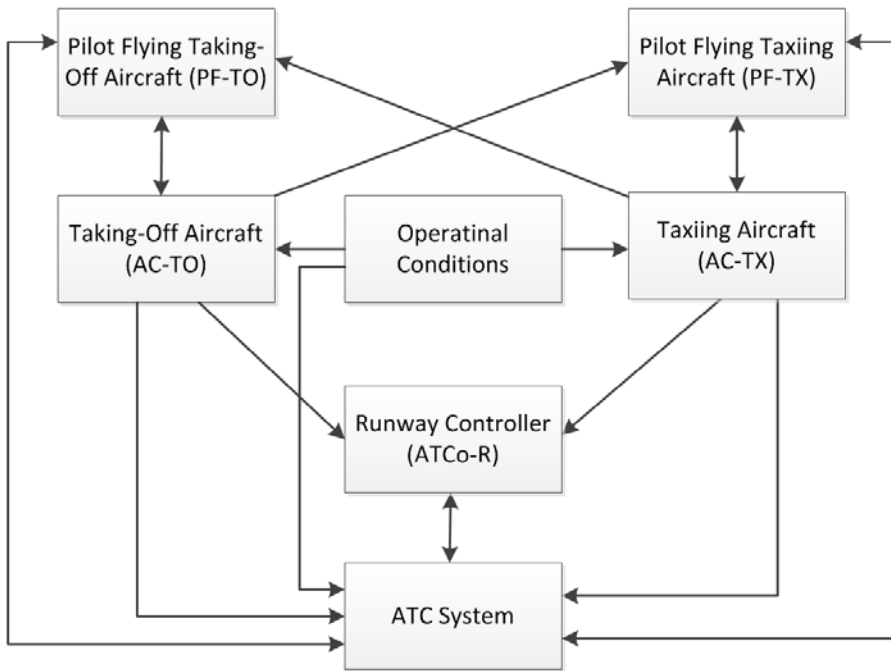 Pilot Flying Taking-
Off Aircraft (PF-TO)
Pilot Flying Taxiing
Aircraft (PF-TX)
Taking-Off Aircraft
(AC-TO)
Operatinal
Conditions
Taxiing Aircraft
(AC-TX)
Runway Controller
(ATCo-R)
ATC System